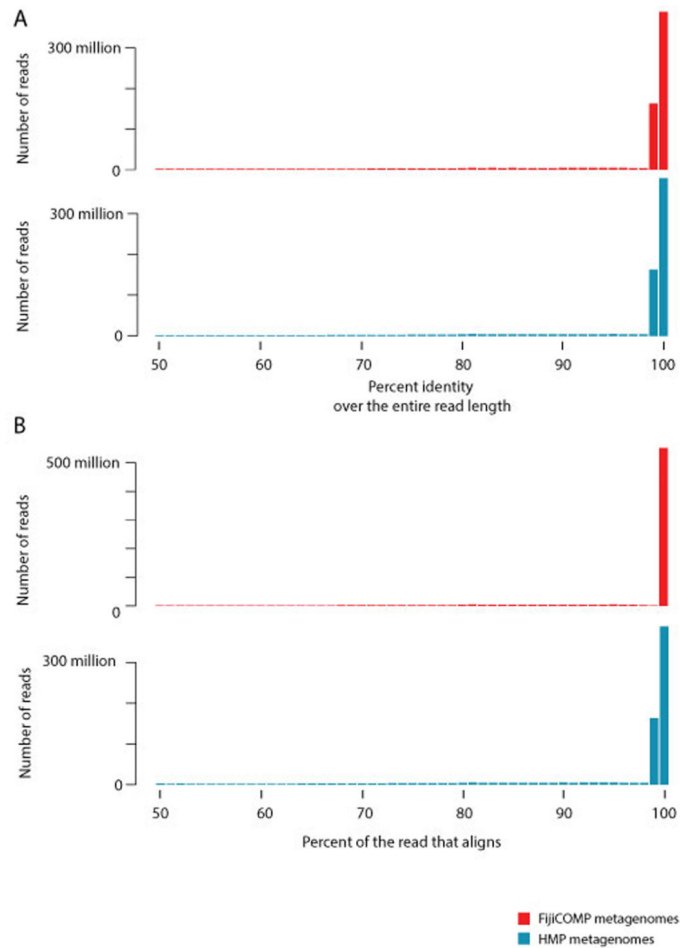 A
300 million
Number of reads
0
300 million
Number of reads
0
50 60 70 80 90 100
Percent identity
over the entire read length
B
500 million
Number of reads
0
300 million
Number of reads
0
50 60 70 80 90 100
Percent of the read that aligns
FijiCOMP metagenomes
HMP metagenomes